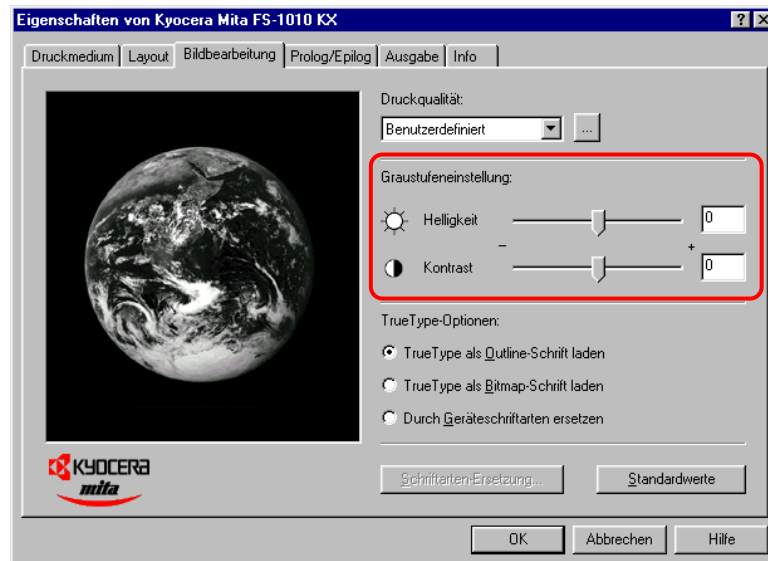 Eigenschaften von Kyocera Mita FS-1010 KX
Druckmedium Layout Bildbearbeitung Prolog/Epilog Ausgabe Info
Druckqualität:
Benutzerdefiniert ...
Graustufeneinstellung:
Helligkeit 0
- +
Kontrast 0
TrueType-Optionen:
TrueType als Outline-Schrift laden
TrueType als Bitmap-Schrift laden
Durch Geräteschriftarten ersetzen
KYOCERA
mita
Schriftarten-Ersetzung... Standardwerte
OK Abbrechen Hilfe